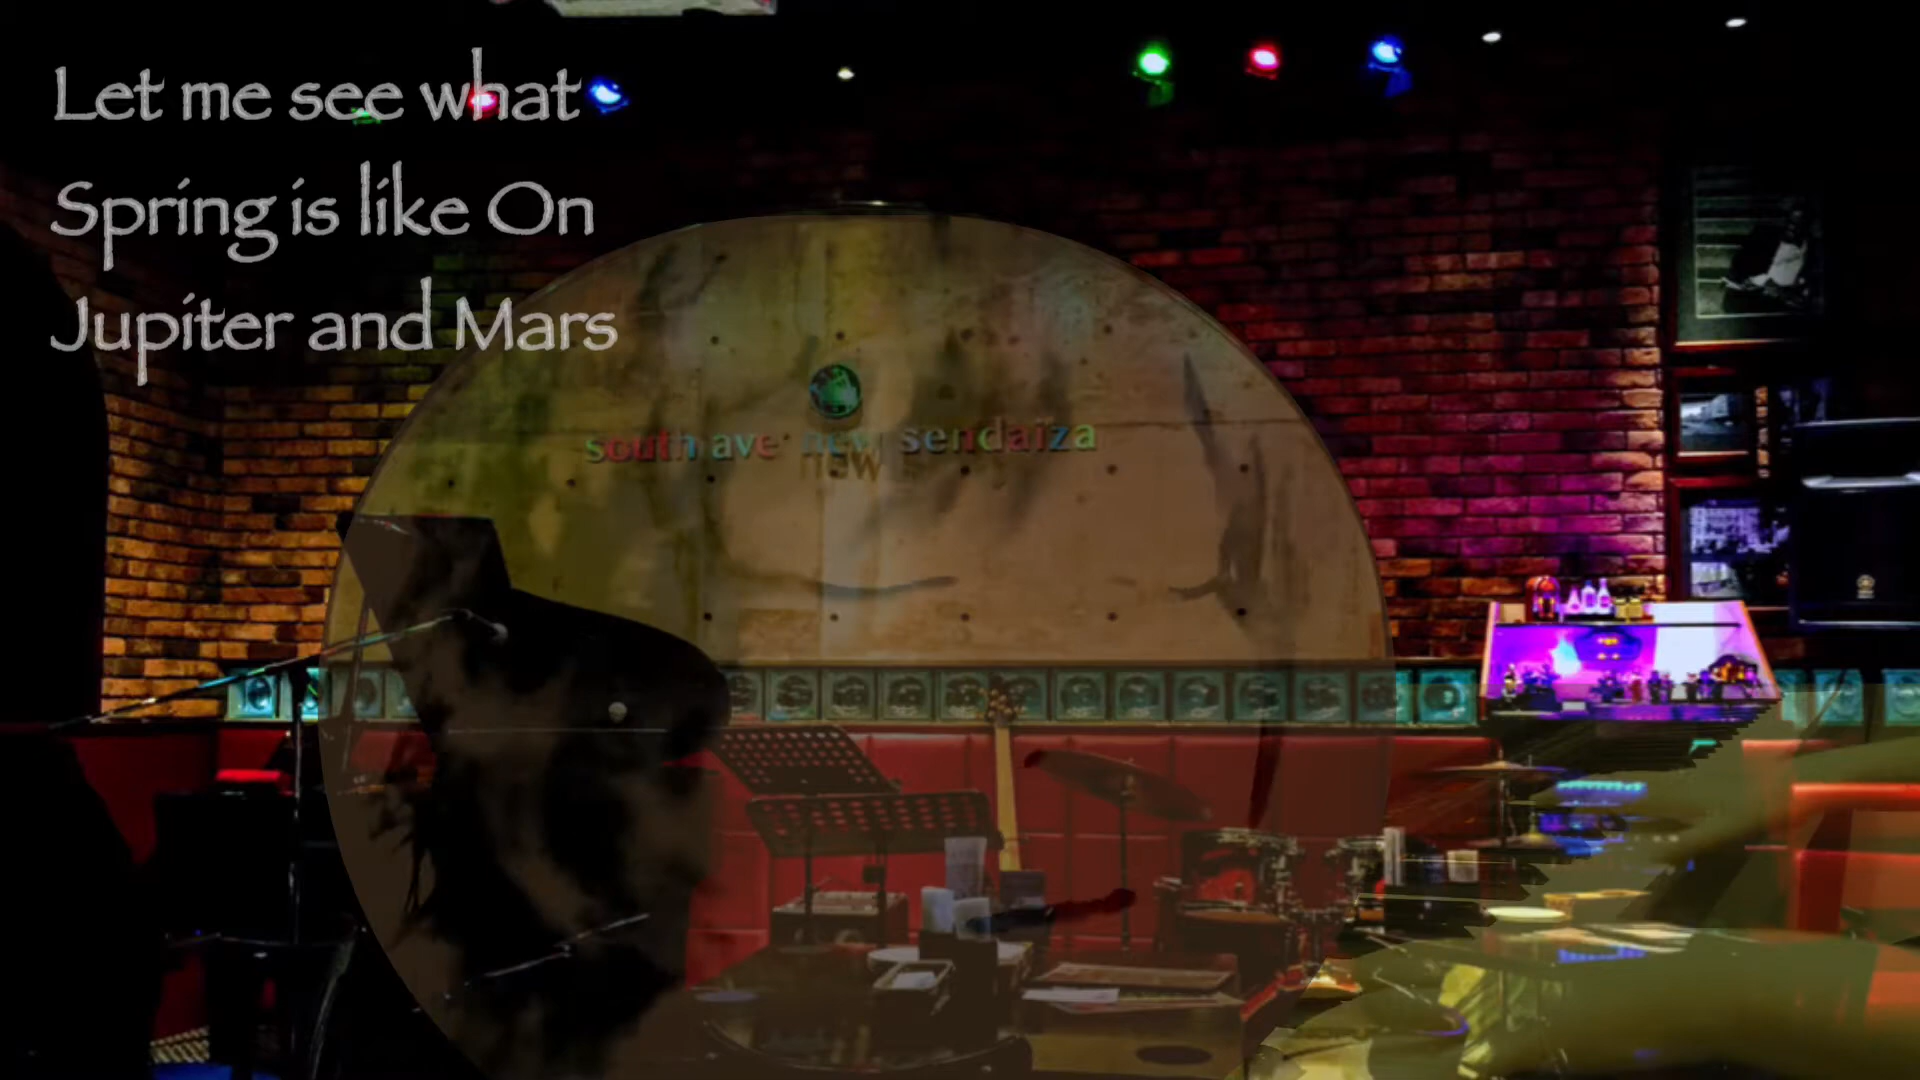 Let me see what
Spring is like On
Jupiter and Mars
south ave' new sendaiza